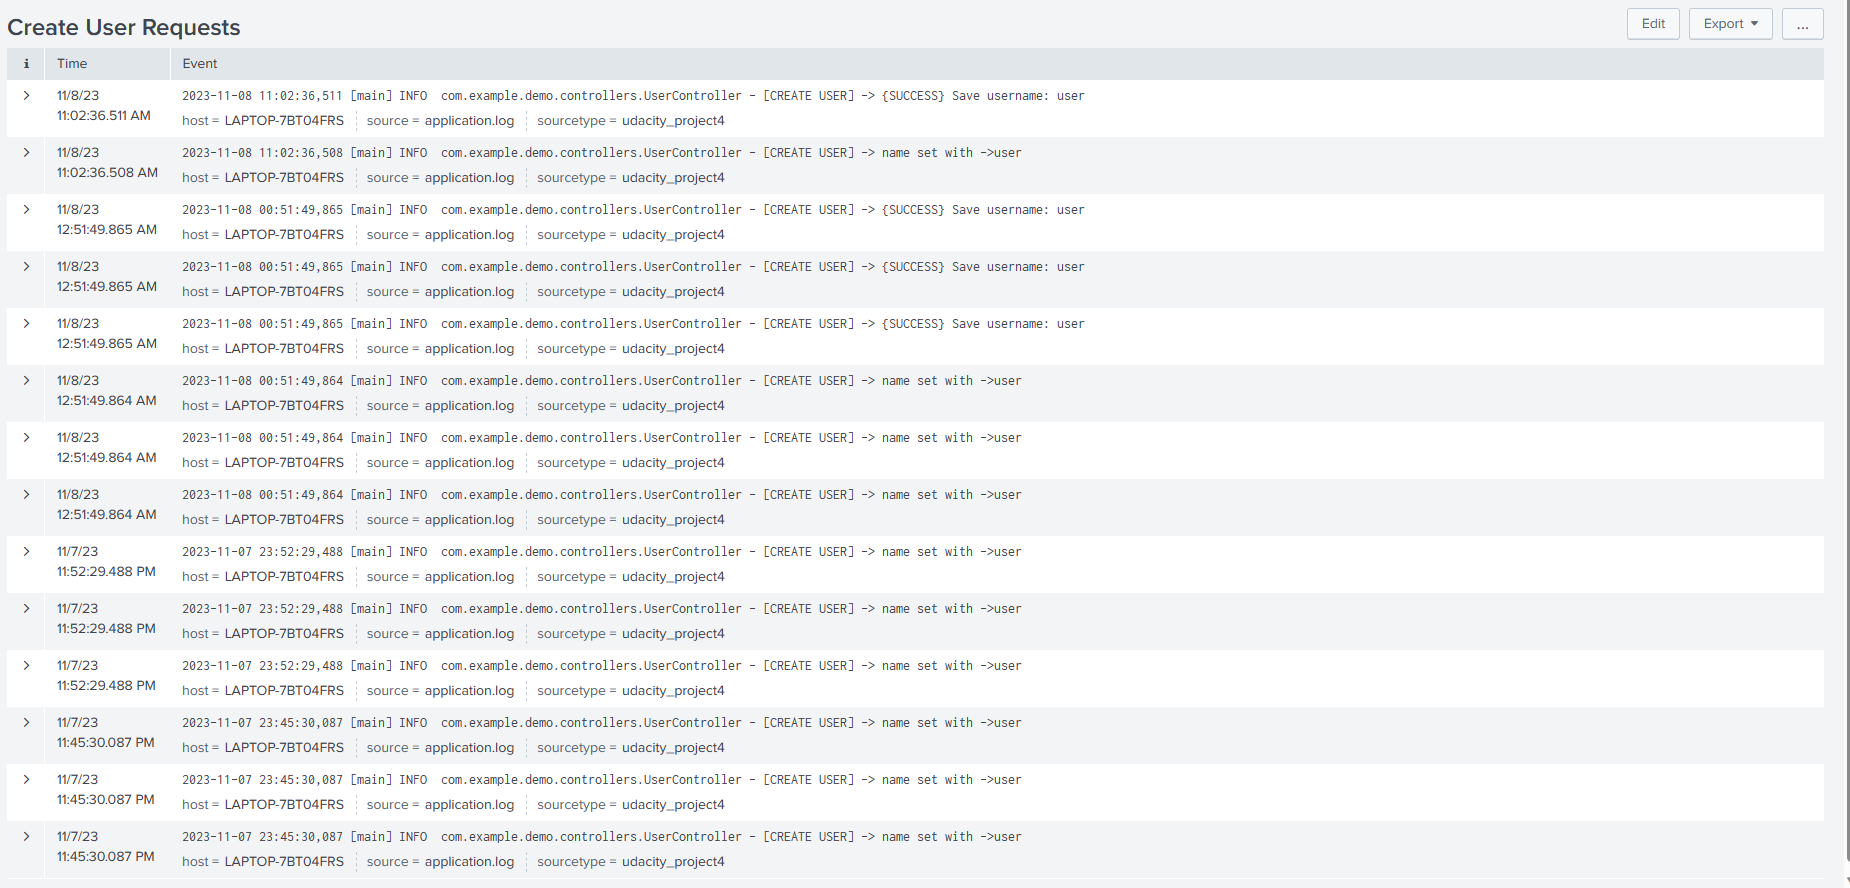 Create User Requests
Edit Export ...
i Time Event
11/8/23 2023-11-08 11:02:36,511 [main] INFO com.example.demo.controllers.UserController - [CREATE USER] -> {SUCCESS} Save username: user
11:02:36.511 AM host = LAPTOP-7BT04FRS source = application.log sourcetype = udacity_project4
11/8/23 2023-11-08 11:02:36,508 [main] INFO com.example.demo.controllers.UserController - [CREATE USER] -> name set with ->user
11:02:36.508 AM host = LAPTOP-7BT04FRS source = application.log sourcetype = udacity_project4
11/8/23 2023-11-08 00:51:49,865 [main] INFO com.example.demo.controllers.UserController - [CREATE USER] -> {SUCCESS} Save username: user
12:51:49.865 AM host = LAPTOP-7BT04FRS source = application.log sourcetype = udacity_project4
11/8/23 2023-11-08 00:51:49,865 [main] INFO com.example.demo.controllers.UserController - [CREATE USER] -> {SUCCESS} Save username: user
12:51:49.865 AM host = LAPTOP-7BT04FRS source = application.log sourcetype = udacity_project4
11/8/23 2023-11-08 00:51:49,865 [main] INFO com.example.demo.controllers.UserController - [CREATE USER] -> {SUCCESS} Save username: user
12:51:49.865 AM host = LAPTOP-7BT04FRS source = application.log sourcetype = udacity_project4
11/8/23 2023-11-08 00:51:49,864 [main] INFO com.example.demo.controllers.UserController - [CREATE USER] -> name set with ->user
12:51:49.864 AM host = LAPTOP-7BT04FRS source = application.log sourcetype = udacity_project4
11/8/23 2023-11-08 00:51:49,864 [main] INFO com.example.demo.controllers.UserController - [CREATE USER] -> name set with ->user
12:51:49.864 AM host = LAPTOP-7BT04FRS source = application.log sourcetype = udacity_project4
11/8/23 2023-11-08 00:51:49,864 [main] INFO com.example.demo.controllers.UserController - [CREATE USER] -> name set with ->user
12:51:49.864 AM host = LAPTOP-7BT04FRS source = application.log sourcetype = udacity_project4
11/7/23 2023-11-07 23:52:29,488 [main] INFO com.example.demo.controllers.UserController - [CREATE USER] -> name set with ->user
11:52:29.488 PM host = LAPTOP-7BT04FRS source = application.log sourcetype = udacity_project4
11/7/23 2023-11-07 23:52:29,488 [main] INFO com.example.demo.controllers.UserController - [CREATE USER] -> name set with ->user
11:52:29.488 PM host = LAPTOP-7BT04FRS source = application.log sourcetype = udacity_project4
11/7/23 2023-11-07 23:52:29,488 [main] INFO com.example.demo.controllers.UserController - [CREATE USER] -> name set with ->user
11:52:29.488 PM host = LAPTOP-7BT04FRS source = application.log sourcetype = udacity_project4
11/7/23 2023-11-07 23:45:30,087 [main] INFO com.example.demo.controllers.UserController - [CREATE USER] -> name set with ->user
11:45:30.087 PM host = LAPTOP-7BT04FRS source = application.log sourcetype = udacity_project4
11/7/23 2023-11-07 23:45:30,087 [main] INFO com.example.demo.controllers.UserController - [CREATE USER] -> name set with ->user
11:45:30.087 PM host = LAPTOP-7BT04FRS source = application.log sourcetype = udacity_project4
11/7/23 2023-11-07 23:45:30,087 [main] INFO com.example.demo.controllers.UserController - [CREATE USER] -> name set with ->user
11:45:30.087 PM host = LAPTOP-7BT04FRS source = application.log sourcetype = udacity_project4